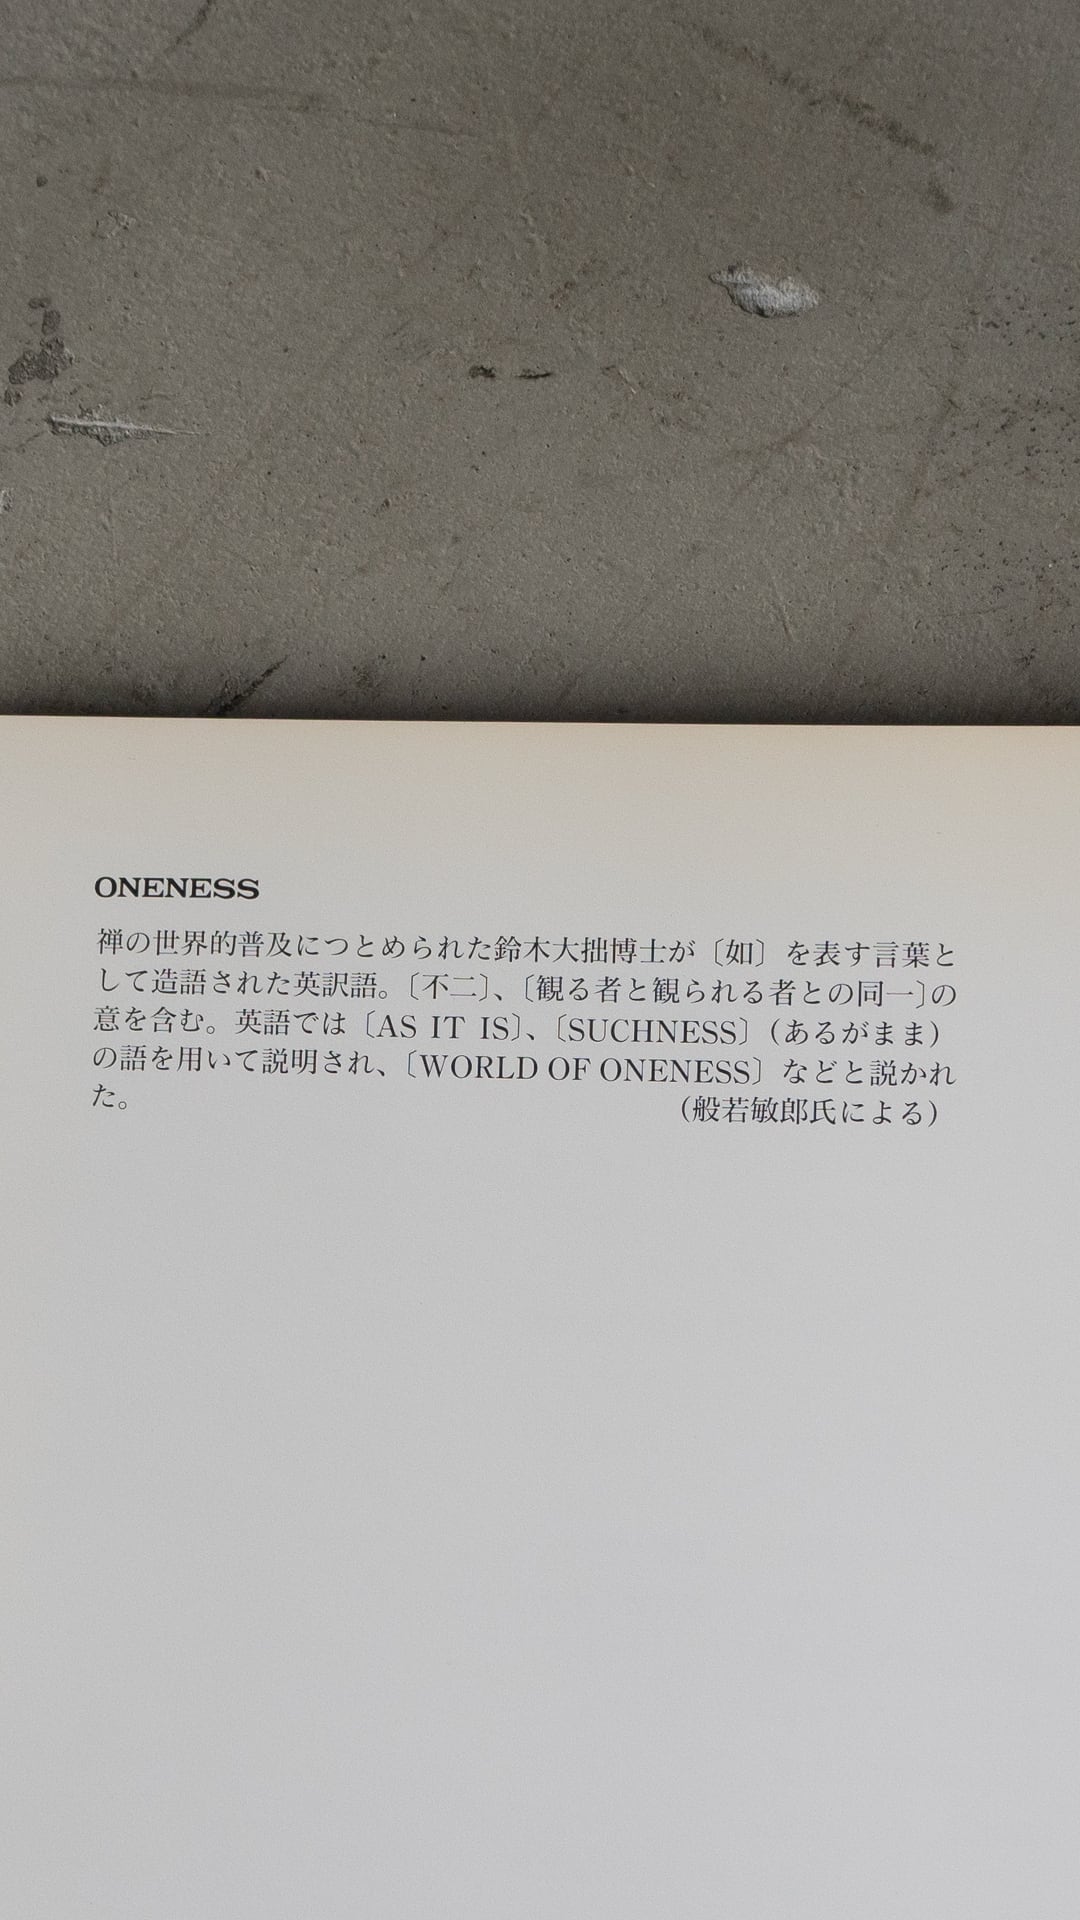 ONENESS
禅の世界的普及につとめられた鈴木大拙博士が〔如〕を表す言葉と
して造語された英訳語。〔不二〕、〔観る者と観られる者との同一〕の
意を含む。英語では〔AS IT IS〕、〔SUCHNESS〕(あるがまま)
の語を用いて説明され、〔WORLD OF ONENESS〕などと説かれ
た。 (般若敏郎氏による)